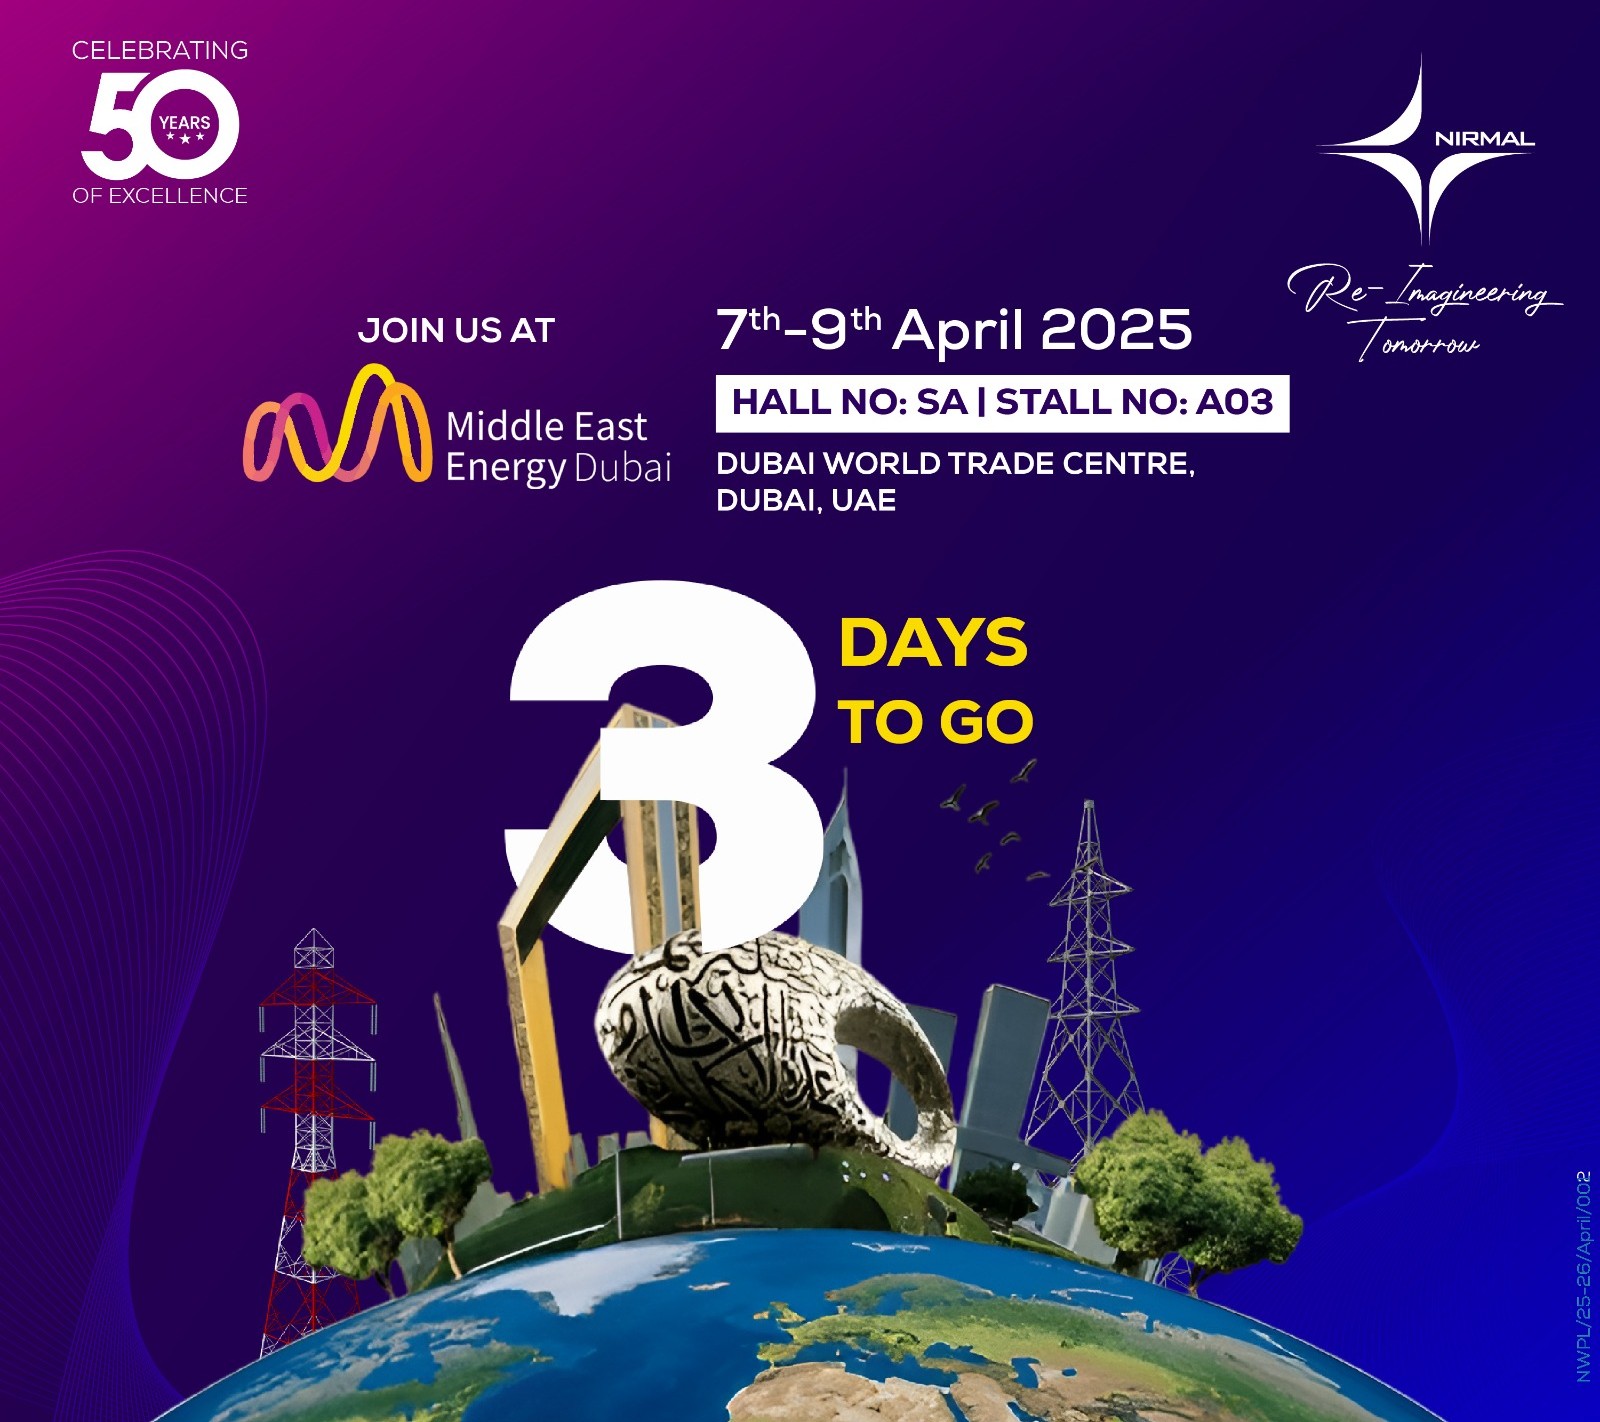 CELEBRATING
50
YEARS
OF EXCELLENCE
NIRMAL
Re-Imagineering
Tomorrow
JOIN US AT
Middle East
Energy Dubai
7th-9th April 2025
HALL NO: SA | STALL NO: A03
DUBAI WORLD TRADE CENTRE,
DUBAI, UAE
3
DAYS
TO GO
NWPL/25-26/April/002